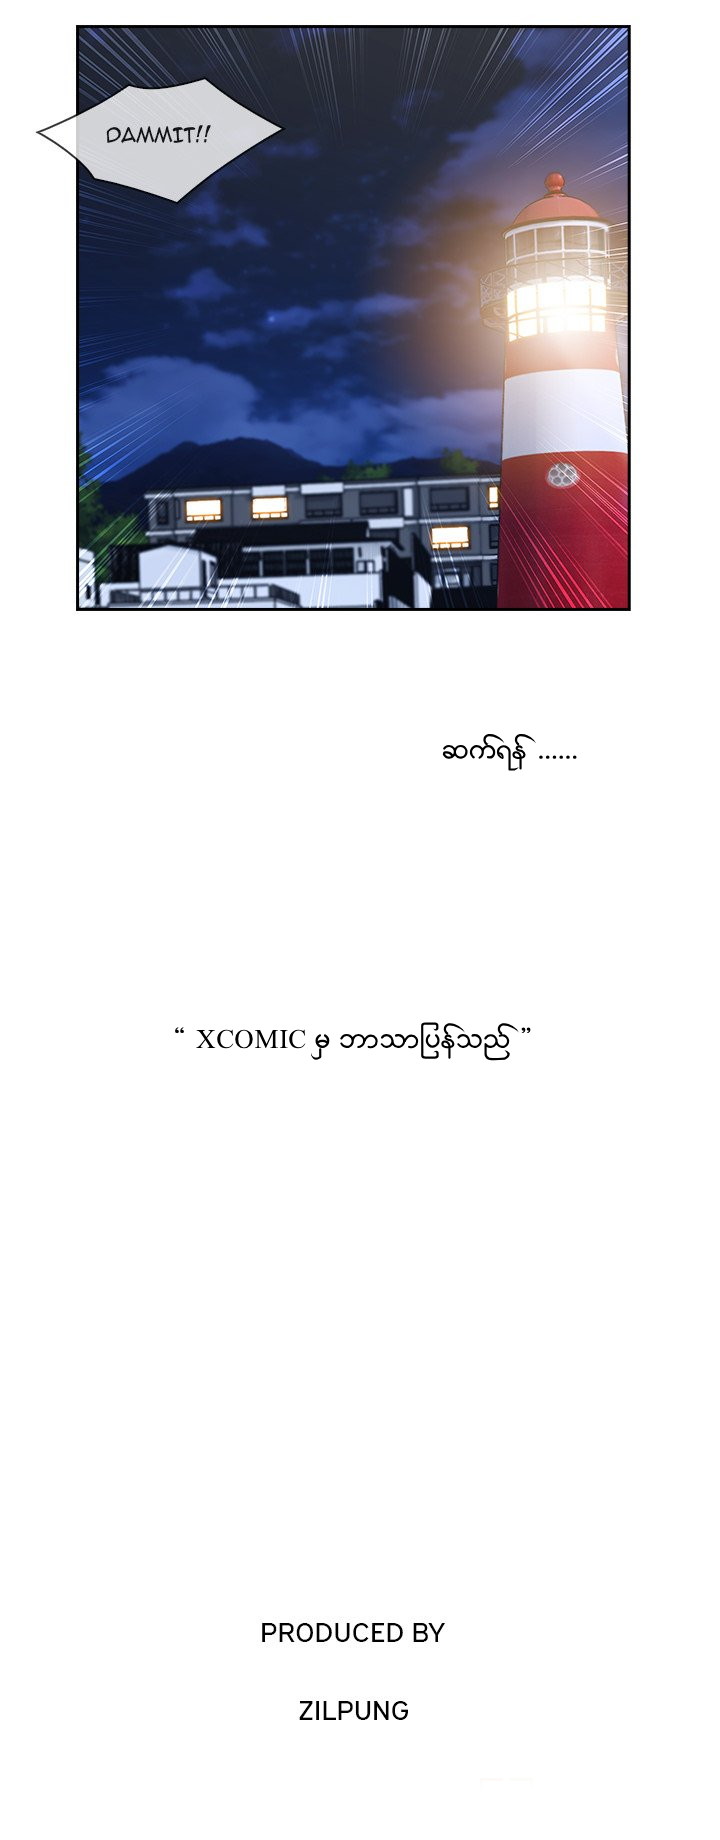 DAMMIT!!
ဆက်ရန် ......
“ XCOMIC မှ ဘာသာပြန်သည် ”
PRODUCED BY
ZILPUNG